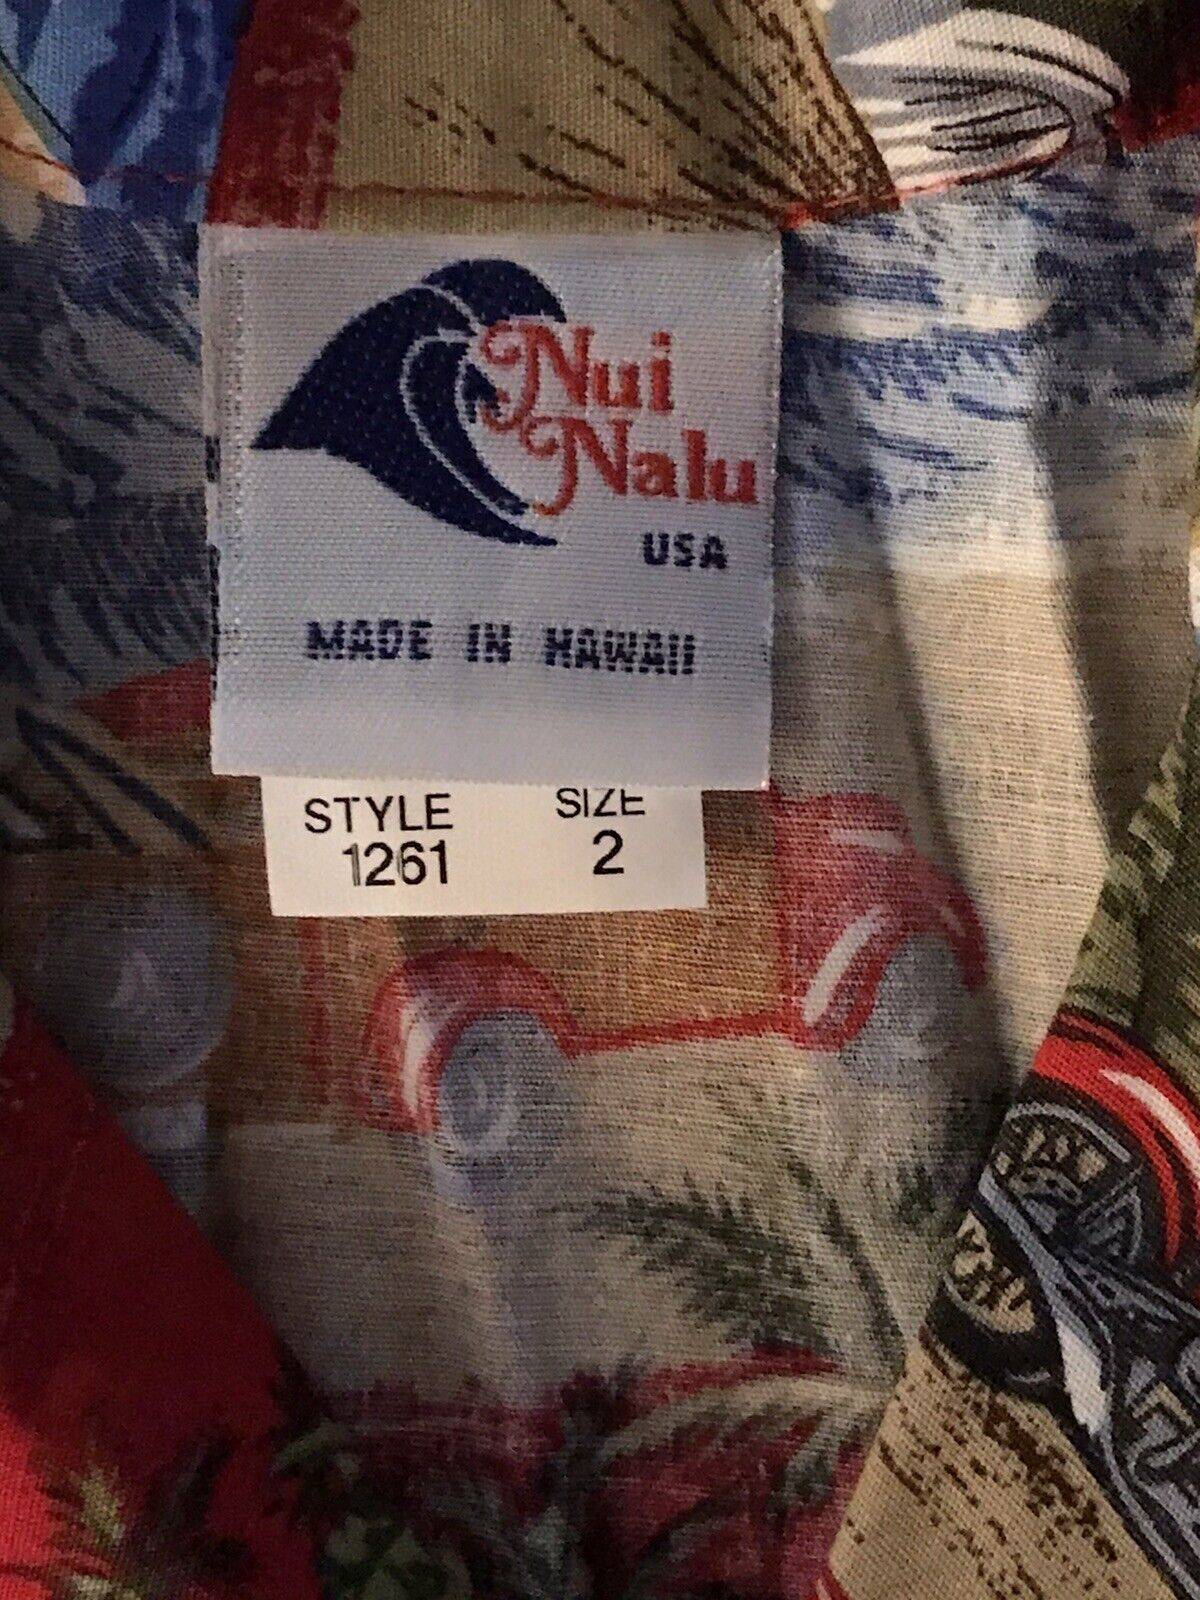 Nui
Nalu
USA
MADE IN HAWAII
STYLE SIZE
1261 2